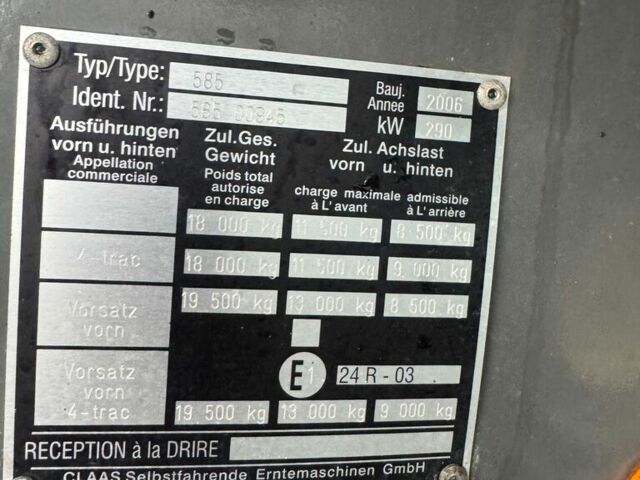 Typ/Type: 585
Ident. Nr.: 585 00945
Bauj. Année 2006
kW 290
Ausführungen vorn u. hinten
Appellation commerciale
Zul.Ges. Gewicht
Poids total autorise en charge
Zul. Achslast vorn u. hinten
charge maximale admissible
à L'avant à L'arrière
18 000 kg 11 500 kg 8 500 kg
4-trac 18 000 kg 11 500 kg 9 000 kg
Vorsatz vorn 19 500 kg 13 000 kg 8 500 kg
E1 24 R - 03
Vorsatz vorn 4-trac 19 500 kg 13 000 kg 9 000 kg
RECEPTION à la DRIRE
CLAAS Selbstfahrende Erntemaschinen GmbH